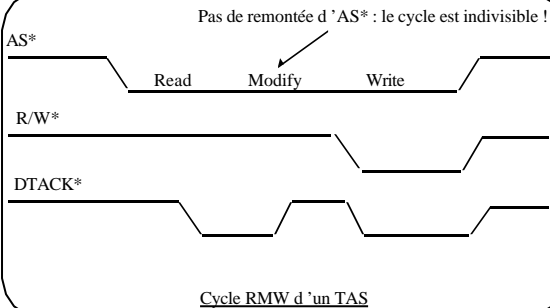 Pas de remontée d ’AS* : le cycle est indivisible !
AS*
Read Modify Write
R/W*
DTACK*
Cycle RMW d ’un TAS